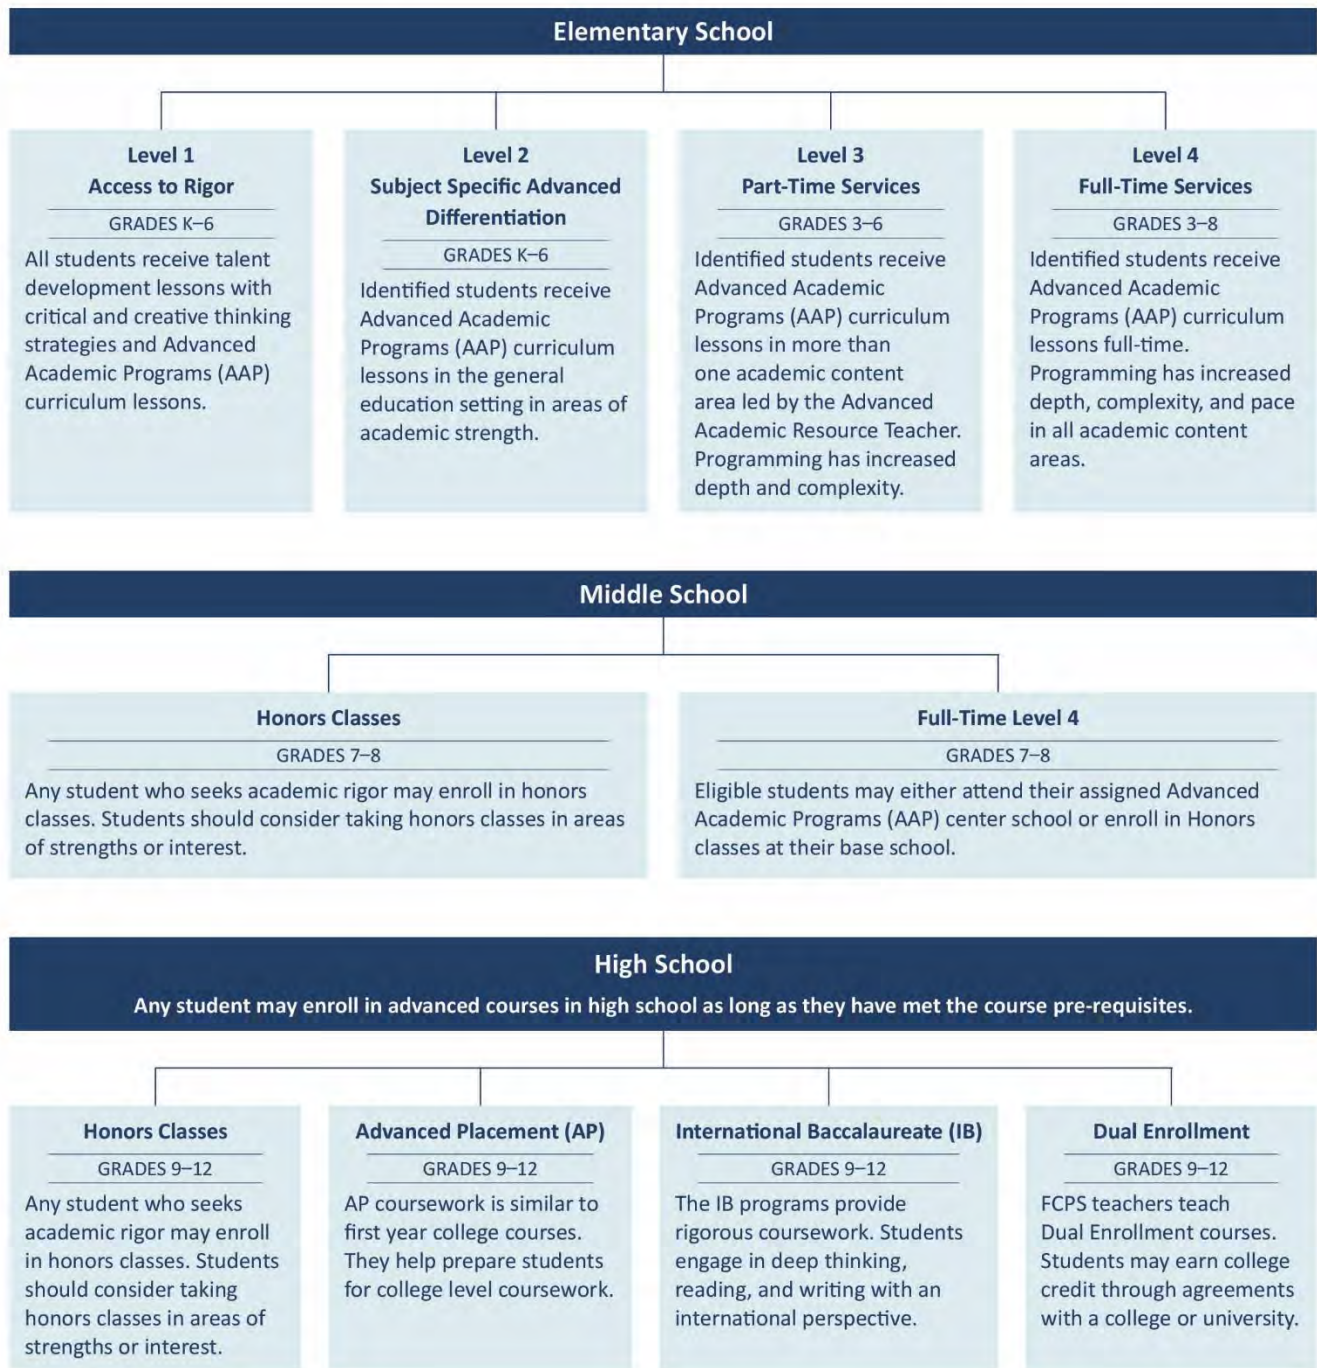 Elementary School
Level 1
Access to Rigor
GRADES K–6
All students receive talent
development lessons with
critical and creative thinking
strategies and Advanced
Academic Programs (AAP)
curriculum lessons.
Level 2
Subject Specific Advanced
Differentiation
GRADES K–6
Identified students receive
Advanced Academic
Programs (AAP) curriculum
lessons in the general
education setting in areas of
academic strength.
Level 3
Part-Time Services
GRADES 3–6
Identified students receive
Advanced Academic
Programs (AAP) curriculum
lessons in more than
one academic content
area led by the Advanced
Academic Resource Teacher.
Programming has increased
depth and complexity.
Level 4
Full-Time Services
GRADES 3–8
Identified students receive
Advanced Academic
Programs (AAP) curriculum
lessons full-time.
Programming has increased
depth, complexity, and pace
in all academic content
areas.
Middle School
Honors Classes
GRADES 7–8
Any student who seeks academic rigor may enroll in honors
classes. Students should consider taking honors classes in areas
of strengths or interest.
Full-Time Level 4
GRADES 7–8
Eligible students may either attend their assigned Advanced
Academic Programs (AAP) center school or enroll in Honors
classes at their base school.
High School
Any student may enroll in advanced courses in high school as long as they have met the course pre-requisites.
Honors Classes
GRADES 9–12
Any student who seeks
academic rigor may enroll
in honors classes. Students
should consider taking
honors classes in areas of
strengths or interest.
Advanced Placement (AP)
GRADES 9–12
AP coursework is similar to
first year college courses.
They help prepare students
for college level coursework.
International Baccalaureate (IB)
GRADES 9–12
The IB programs provide
rigorous coursework. Students
engage in deep thinking,
reading, and writing with an
international perspective.
Dual Enrollment
GRADES 9–12
FCPS teachers teach
Dual Enrollment courses.
Students may earn college
credit through agreements
with a college or university.